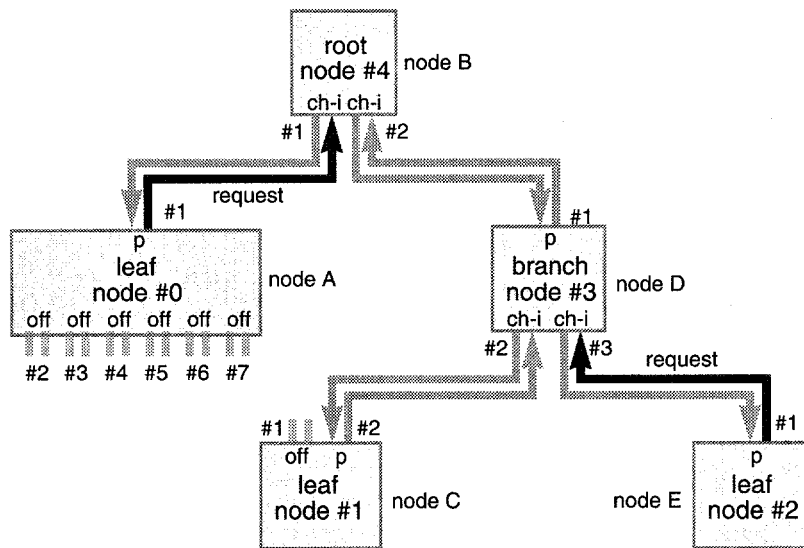 root
node #4
node B
ch-i ch-i
#1
#2
request
#1
#1
p
leaf
node #0
node A
off off off off off off
#2 #3 #4 #5 #6 #7
p
branch
node #3
node D
ch-i ch-i
#2
#3
request
#1
#2
#1
off p
leaf
node #1
node C
p
leaf
node #2
node E